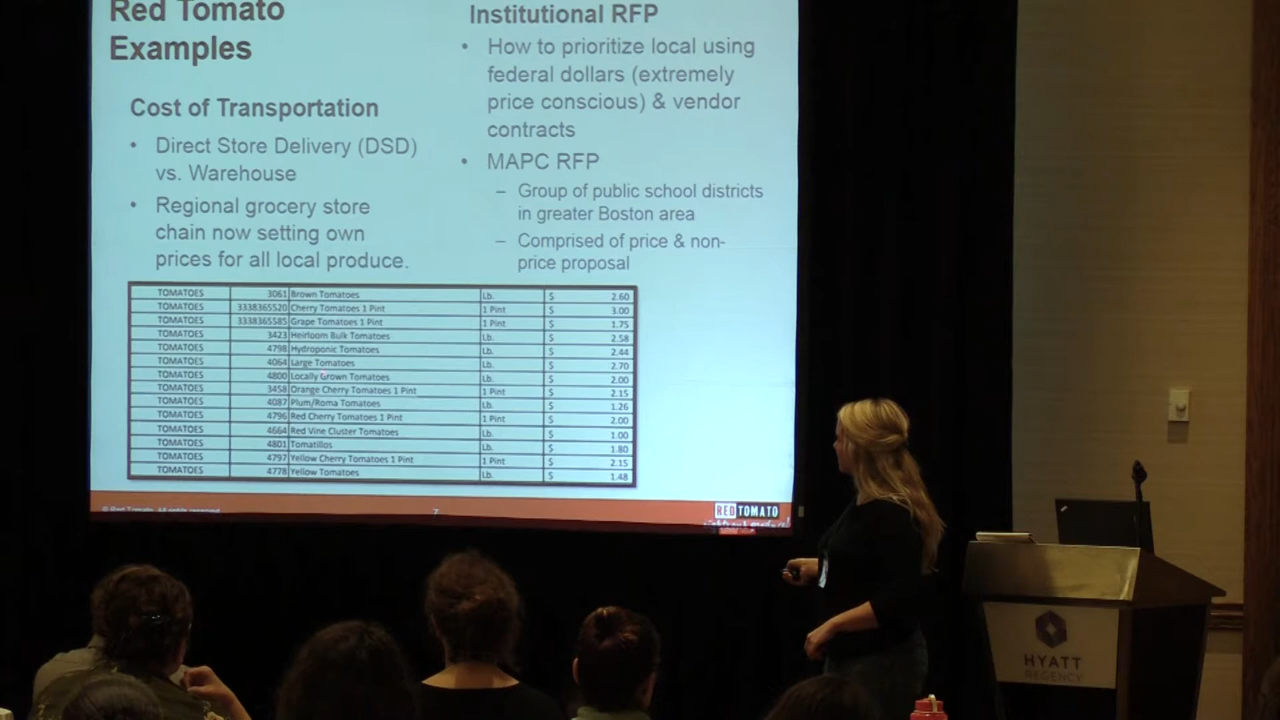 Red Tomato
Examples
Cost of Transportation
• Direct Store Delivery (DSD)
vs. Warehouse
• Regional grocery store
chain now setting own
prices for all local produce.
Institutional RFP
• How to prioritize local using
federal dollars (extremely
price conscious) & vendor
contracts
• MAPC RFP
– Group of public school districts
in greater Boston area
– Comprised of price & non-
price proposal
TOMATOES 3061 Brown Tomatoes Lb. $ 2.60
TOMATOES 3338365520 Cherry Tomatoes 1 Pint 1 Pint $ 3.00
TOMATOES 3338365585 Grape Tomatoes 1 Pint 1 Pint $ 1.75
TOMATOES 3423 Heirloom Bulk Tomatoes Lb. $ 2.58
TOMATOES 4798 Hydroponic Tomatoes Lb. $ 2.44
TOMATOES 4064 Large Tomatoes Lb. $ 2.70
TOMATOES 4800 Locally Grown Tomatoes Lb. $ 2.00
TOMATOES 3458 Orange Cherry Tomatoes 1 Pint 1 Pint $ 2.15
TOMATOES 4087 Plum/Roma Tomatoes Lb. $ 1.26
TOMATOES 4796 Red Cherry Tomatoes 1 Pint 1 Pint $ 2.00
TOMATOES 4664 Red Vine Cluster Tomatoes Lb. $ 1.00
TOMATOES 4801 Tomatillos Lb. $ 1.80
TOMATOES 4797 Yellow Cherry Tomatoes 1 Pint 1 Pint $ 2.15
TOMATOES 4778 Yellow Tomatoes Lb. $ 1.48
© Red Tomato. All rights reserved.
7
RED TOMATO
HYATT
REGENCY